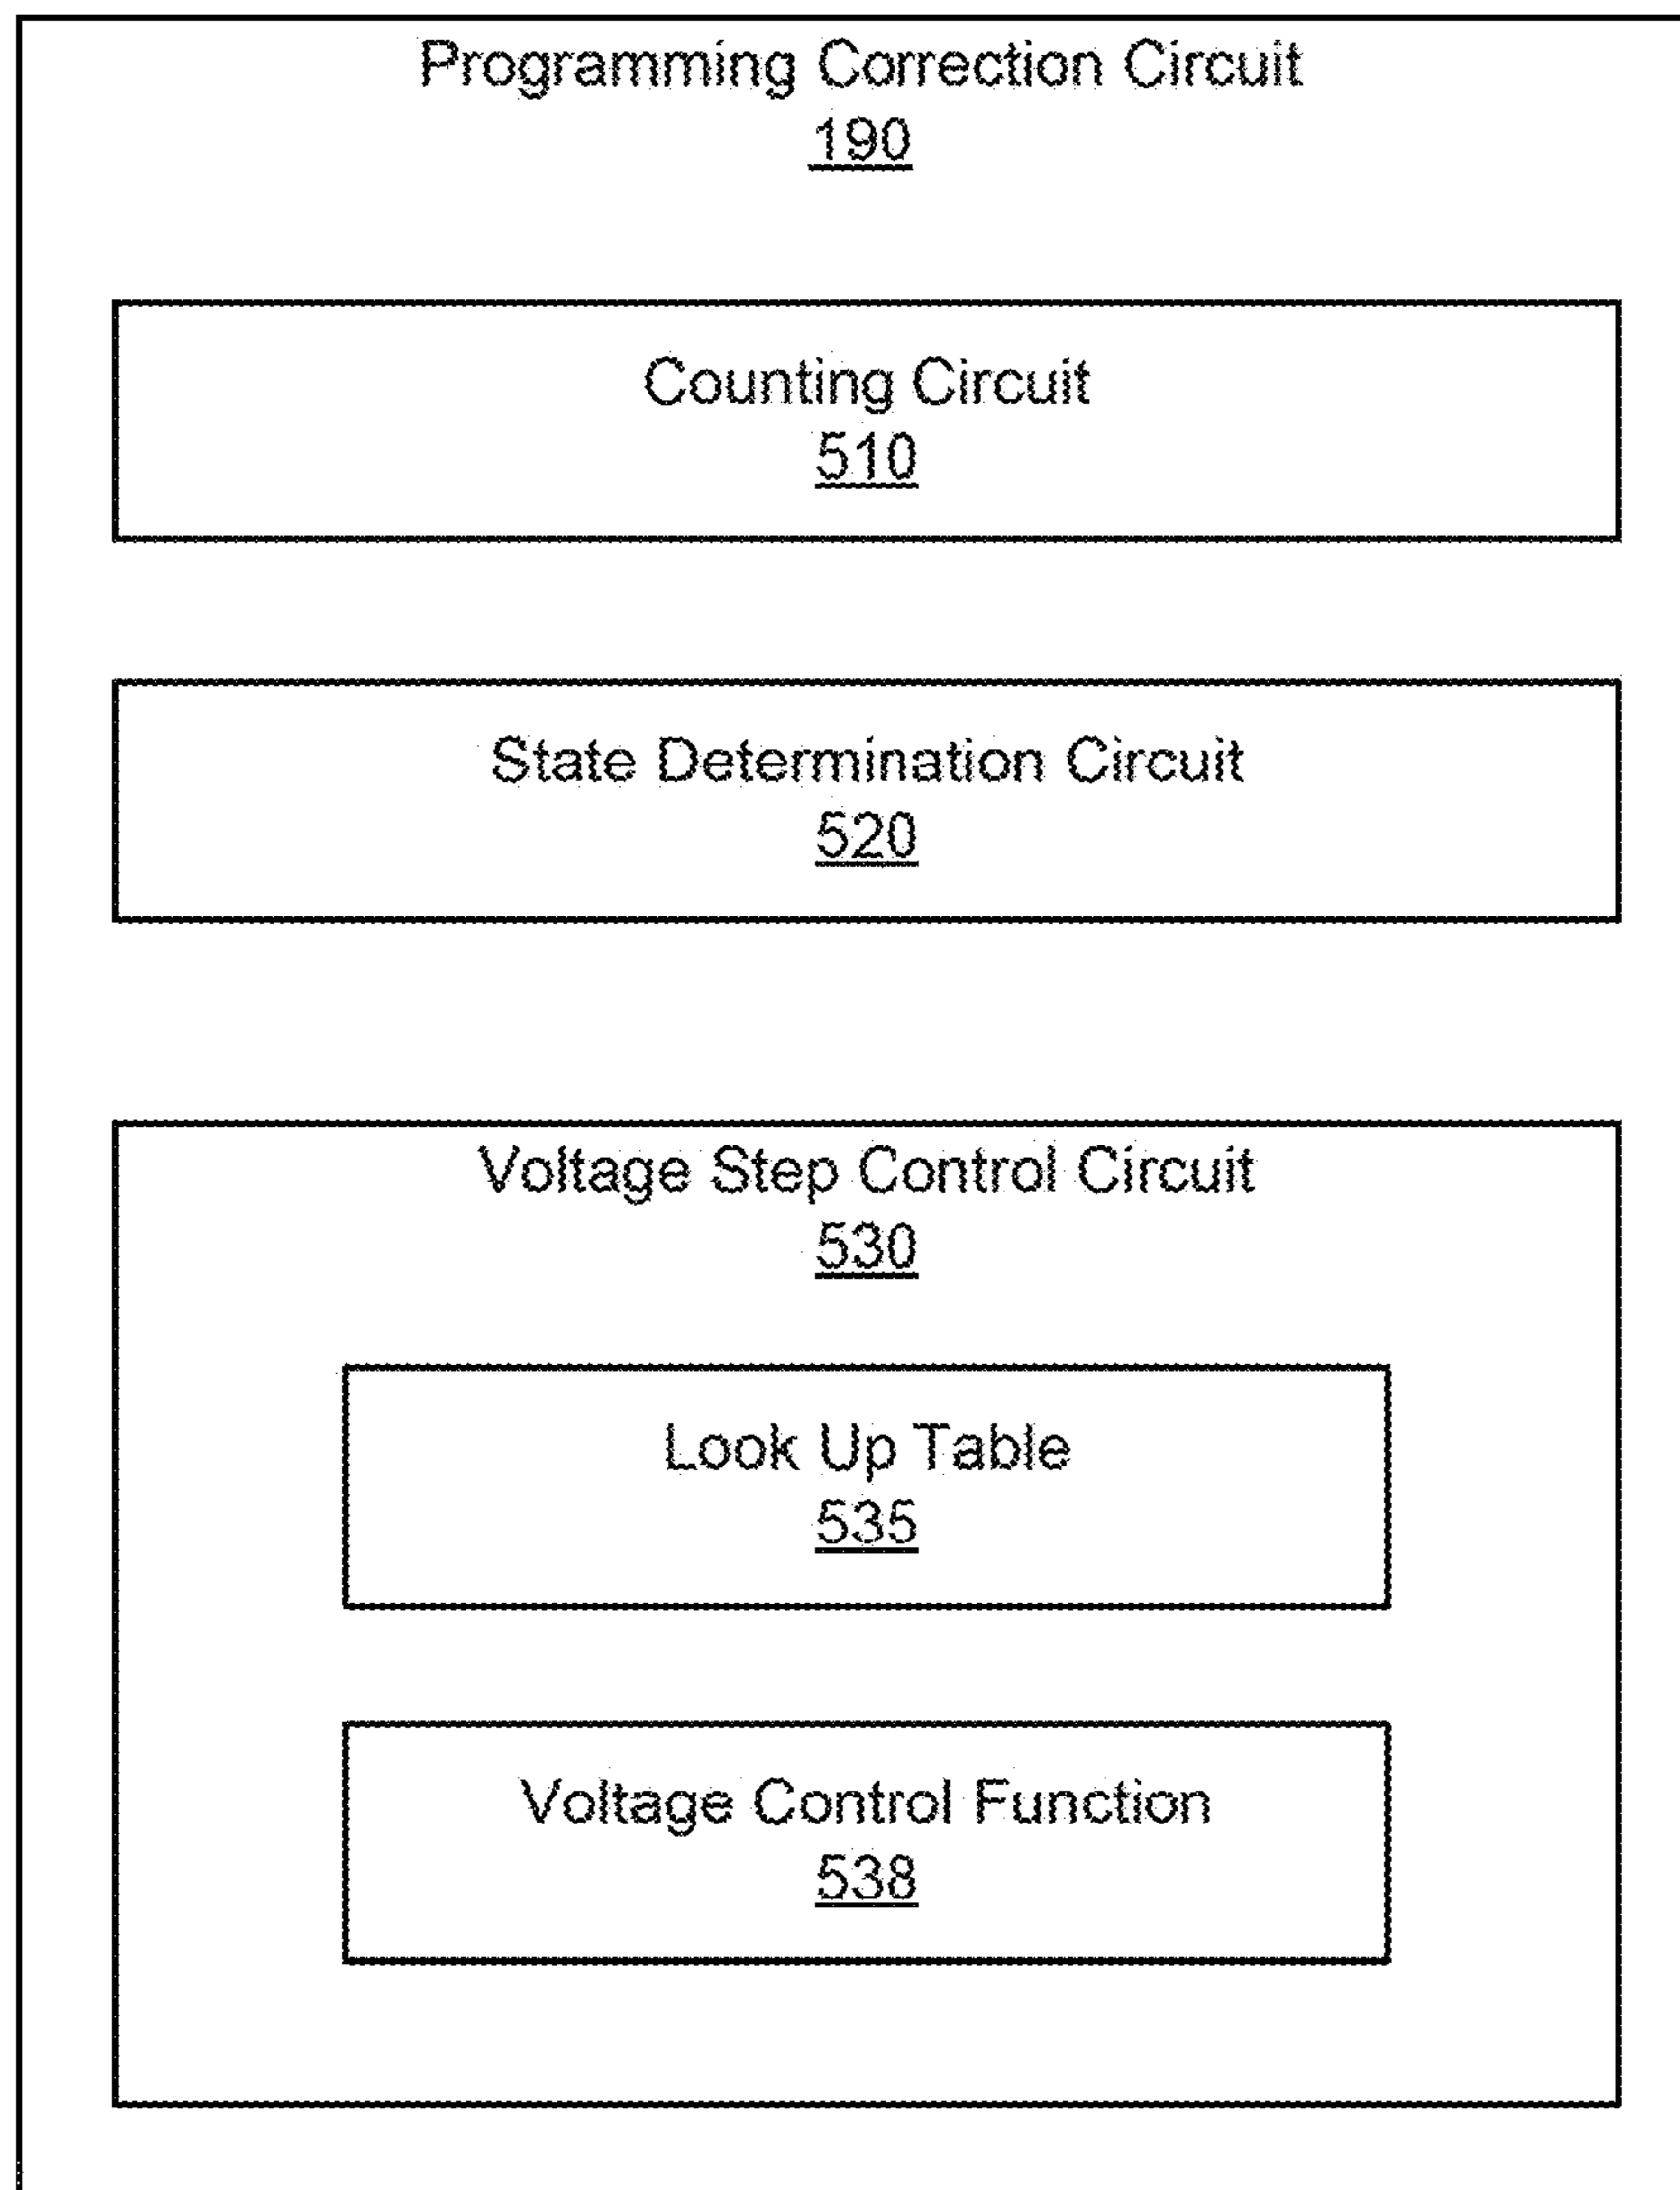 Programming Correction Circuit
190
Counting Circuit
510
State Determination Circuit
520
Voltage Step Control Circuit
530
Look Up Table
535
Voltage Control Function
538